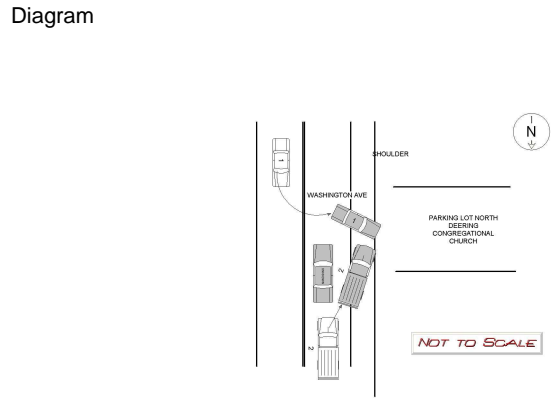 Diagram
N
SHOULDER
1
WASHINGTON AVE
1
PARKING LOT NORTH
DEERING
CONGREGATIONAL
CHURCH
2
2
NOT TO SCALE